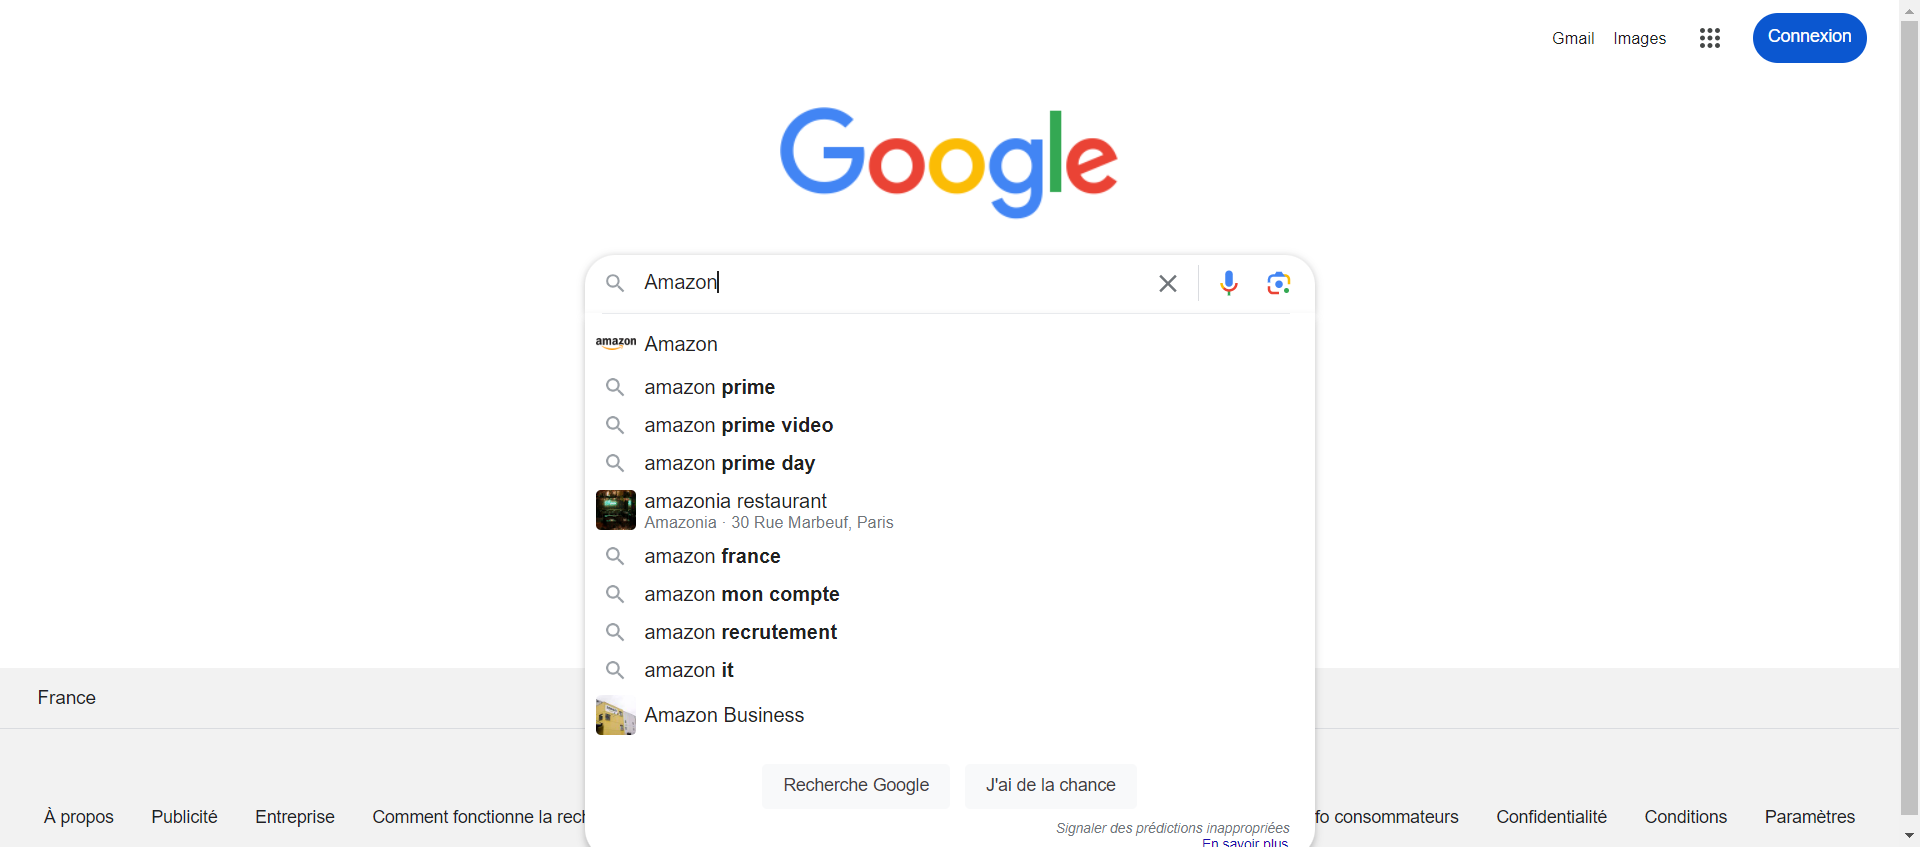 Gmail Images Connexion
Google
Amazon
amazon Amazon
amazon prime
amazon prime video
amazon prime day
amazonia restaurant
Amazonia · 30 Rue Marbeuf, Paris
amazon france
amazon mon compte
amazon recrutement
amazon it
Amazon Business
France
Recherche Google J'ai de la chance
À propos Publicité Entreprise Comment fonctionne la rech fo consommateurs Confidentialité Conditions Paramètres
Signaler des prédictions inappropriées
En savoir plus